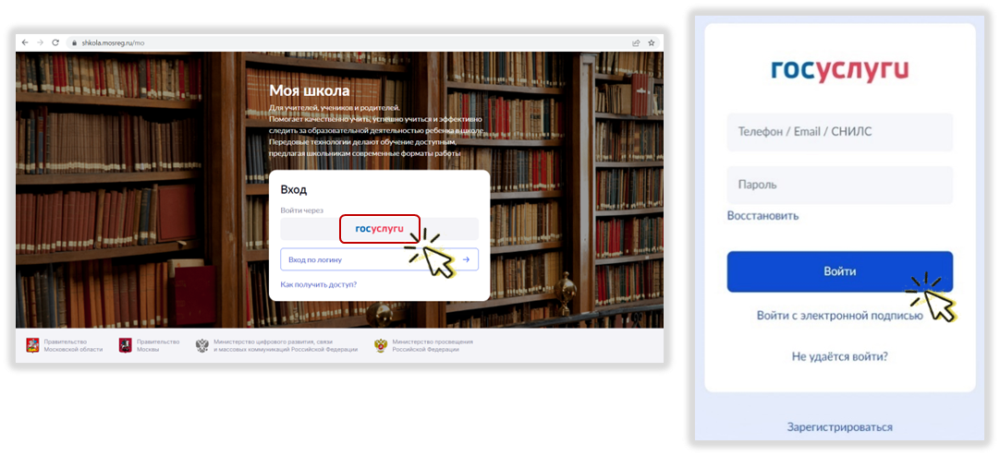 shkola.mosreg.ru/mo
Моя школа
Для учителей, учеников и родителей.
Помогает качественно учить, успешно учиться и эффективно
следить за образовательной деятельностью ребенка в школе.
Передовые технологии делают обучение доступным,
предлагая школьникам современные форматы работы
Вход
Войти через
госуслуги
Вход по логину
Как получить доступ?
Правительство
Московской области
Правительство
Москвы
Министерство цифрового развития, связи
и массовых коммуникаций Российской Федерации
Министерство просвещения
Российской Федерации
госуслуги
Телефон / Email / СНИЛС
Пароль
Восстановить
Войти
Войти с электронной подписью
Не удаётся войти?
Зарегистрироваться